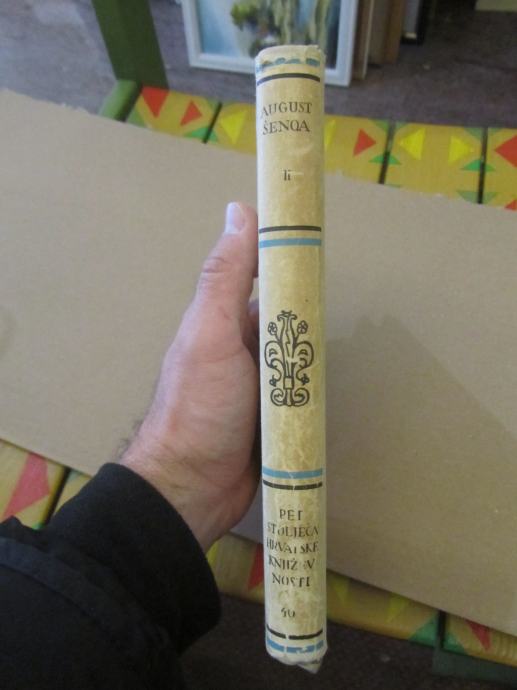 AUGUST
ŠENOA
II
PET
STOLJEĆA
HRVATSKE
KNJIŽEV
NOSTI
40